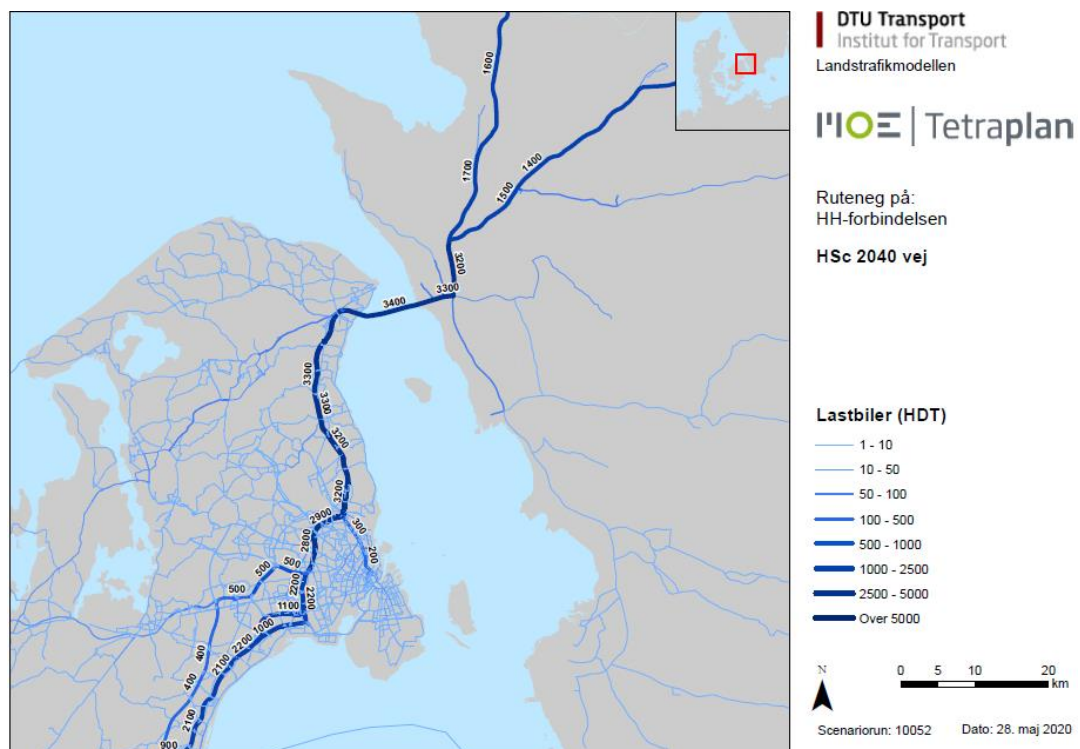 1600
1400
1700
1500
3200
3300
3400
3300
3300
3200
3200
2900
300
2800
200
500
500
2200
500
2200
1100
1000
2200
400
2100
400
2100
900
DTU Transport
Institut for Transport
Landstrafikmodellen
MOE | Tetraplan
Ruteneg på:
HH-forbindelsen
HSc 2040 vej
Lastbiler (HDT)
1 - 10
10 - 50
50 - 100
100 - 500
500 - 1000
1000 - 2500
2500 - 5000
Over 5000
N
0 5 10 20
km
Scenariorun: 10052 Dato: 28. maj 2020